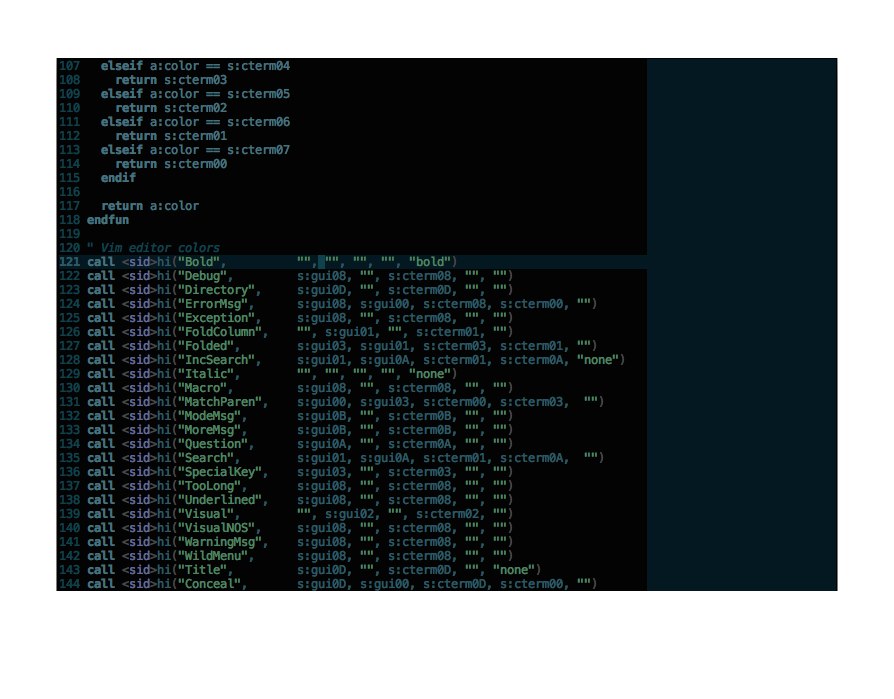 107   elseif a:color == s:cterm04
108     return s:cterm03
109   elseif a:color == s:cterm05
110     return s:cterm02
111   elseif a:color == s:cterm06
112     return s:cterm01
113   elseif a:color == s:cterm07
114     return s:cterm00
115   endif
116
117   return a:color
118 endfun
119
120 " Vim editor colors
121 call <sid>hi("Bold",          "", "", "", "", "bold")
122 call <sid>hi("Debug",         s:gui08, "", s:cterm08, "", "")
123 call <sid>hi("Directory",     s:gui0D, "", s:cterm0D, "", "")
124 call <sid>hi("ErrorMsg",      s:gui08, s:gui00, s:cterm08, s:cterm00, "")
125 call <sid>hi("Exception",     s:gui08, "", s:cterm08, "", "")
126 call <sid>hi("FoldColumn",    "", s:gui01, "", s:cterm01, "")
127 call <sid>hi("Folded",        s:gui03, s:gui01, s:cterm03, s:cterm01, "")
128 call <sid>hi("IncSearch",     s:gui01, s:gui0A, s:cterm01, s:cterm0A, "none")
129 call <sid>hi("Italic",        "", "", "", "", "none")
130 call <sid>hi("Macro",         s:gui08, "", s:cterm08, "", "")
131 call <sid>hi("MatchParen",    s:gui00, s:gui03, s:cterm00, s:cterm03,  "")
132 call <sid>hi("ModeMsg",       s:gui0B, "", s:cterm0B, "", "")
133 call <sid>hi("MoreMsg",       s:gui0B, "", s:cterm0B, "", "")
134 call <sid>hi("Question",      s:gui0A, "", s:cterm0A, "", "")
135 call <sid>hi("Search",        s:gui01, s:gui0A, s:cterm01, s:cterm0A,  "")
136 call <sid>hi("SpecialKey",    s:gui03, "", s:cterm03, "", "")
137 call <sid>hi("TooLong",       s:gui08, "", s:cterm08, "", "")
138 call <sid>hi("Underlined",    s:gui08, "", s:cterm08, "", "")
139 call <sid>hi("Visual",        "", s:gui02, "", s:cterm02, "")
140 call <sid>hi("VisualNOS",     s:gui08, "", s:cterm08, "", "")
141 call <sid>hi("WarningMsg",    s:gui08, "", s:cterm08, "", "")
142 call <sid>hi("WildMenu",      s:gui08, "", s:cterm08, "", "")
143 call <sid>hi("Title",         s:gui0D, "", s:cterm0D, "", "none")
144 call <sid>hi("Conceal",       s:gui0D, s:gui00, s:cterm0D, s:cterm00, "")